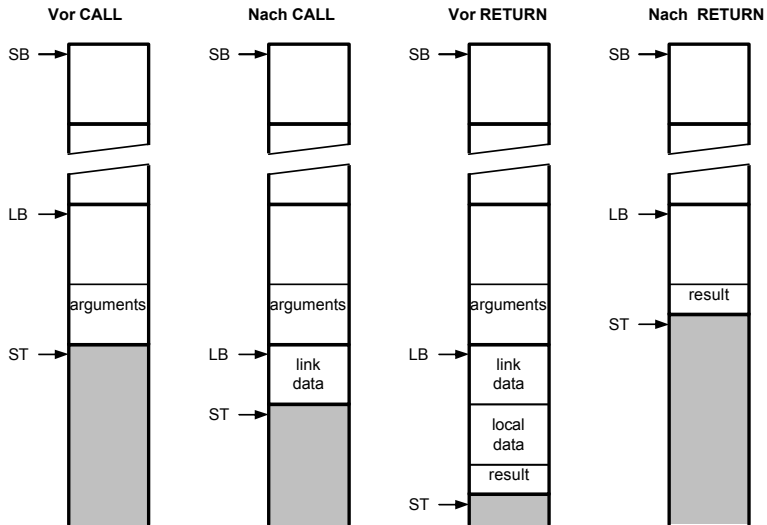 Vor CALL
Nach CALL
Vor RETURN
Nach RETURN
SB
SB
SB
SB
LB
LB
arguments
arguments
arguments
result
ST
ST
LB
link
data
LB
link
data
ST
local
data
result
ST